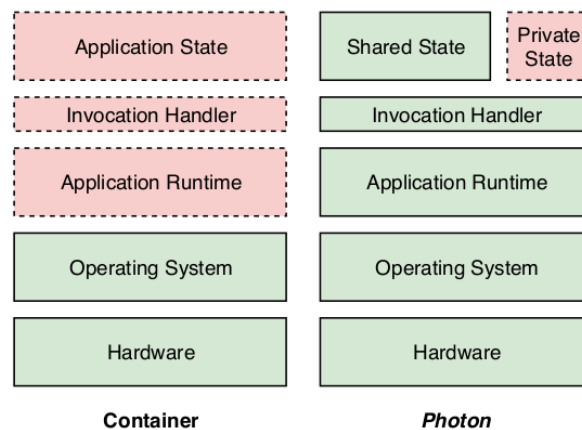 Application State
Invocation Handler
Application Runtime
Operating System
Hardware
Container
Shared State
Private
State
Invocation Handler
Application Runtime
Operating System
Hardware
Photon